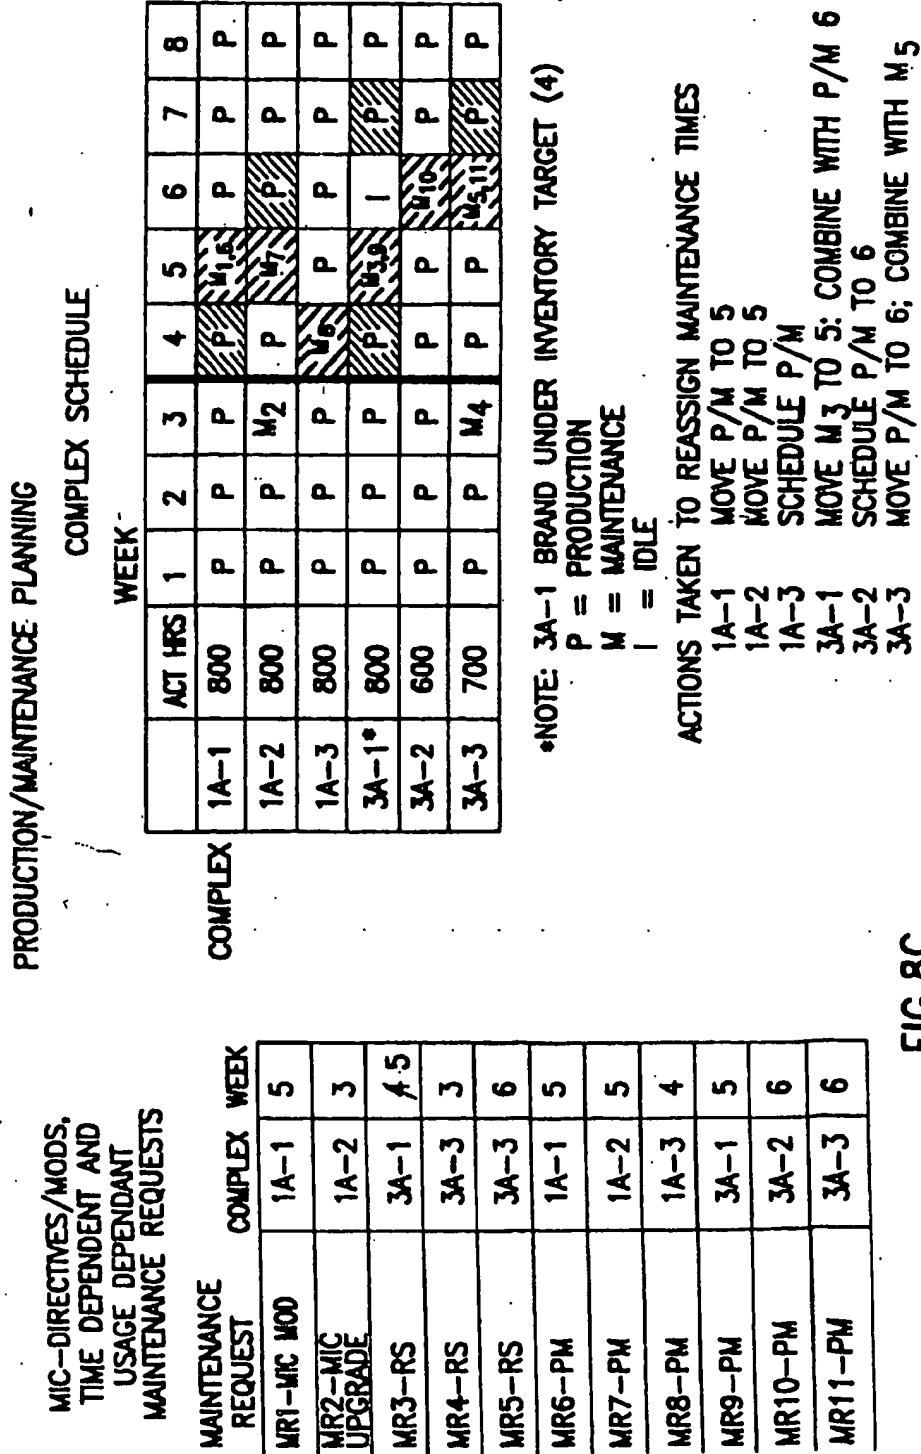 PRODUCTION/MAINTENANCE PLANNING
MIC-DIRECTIVES/MODS,
TIME DEPENDENT AND
USAGE DEPENDANT
MAINTENANCE REQUESTS
MAINTENANCE REQUEST COMPLEX WEEK
MR1-MIC MOD 1A-1 5
MR2-MIC UPGRADE 1A-2 3
MR3-RS 3A-1 4 5
MR4-RS 3A-3 3
MR5-RS 3A-3 6
MR6-PM 1A-1 5
MR7-PM 1A-2 5
MR8-PM 1A-3 4
MR9-PM 3A-1 5
MR10-PM 3A-2 6
MR11-PM 3A-3 6
COMPLEX SCHEDULE
WEEK
COMPLEX
ACT HRS 1 2 3 4 5 6 7 8
1A-1 800 P P P P M1,6 P P P
1A-2 800 P P M2 P M7 P P P
1A-3 800 P P P M8 P P P P
3A-1* 800 P P P P M3,9 I P P
3A-2 600 P P P P P M10 P P
3A-3 700 P P M4 P P M5,11 P P
*NOTE: 3A-1 BRAND UNDER INVENTORY TARGET (4)
P = PRODUCTION
M = MAINTENANCE
I = IDLE
ACTIONS TAKEN TO REASSIGN MAINTENANCE TIMES
1A-1 MOVE P/M TO 5
1A-2 MOVE P/M TO 5
1A-3 SCHEDULE P/M
3A-1 MOVE M3 TO 5: COMBINE WITH P/M 6
3A-2 SCHEDULE P/M TO 6
3A-3 MOVE P/M TO 6; COMBINE WITH M5
FIG.8C